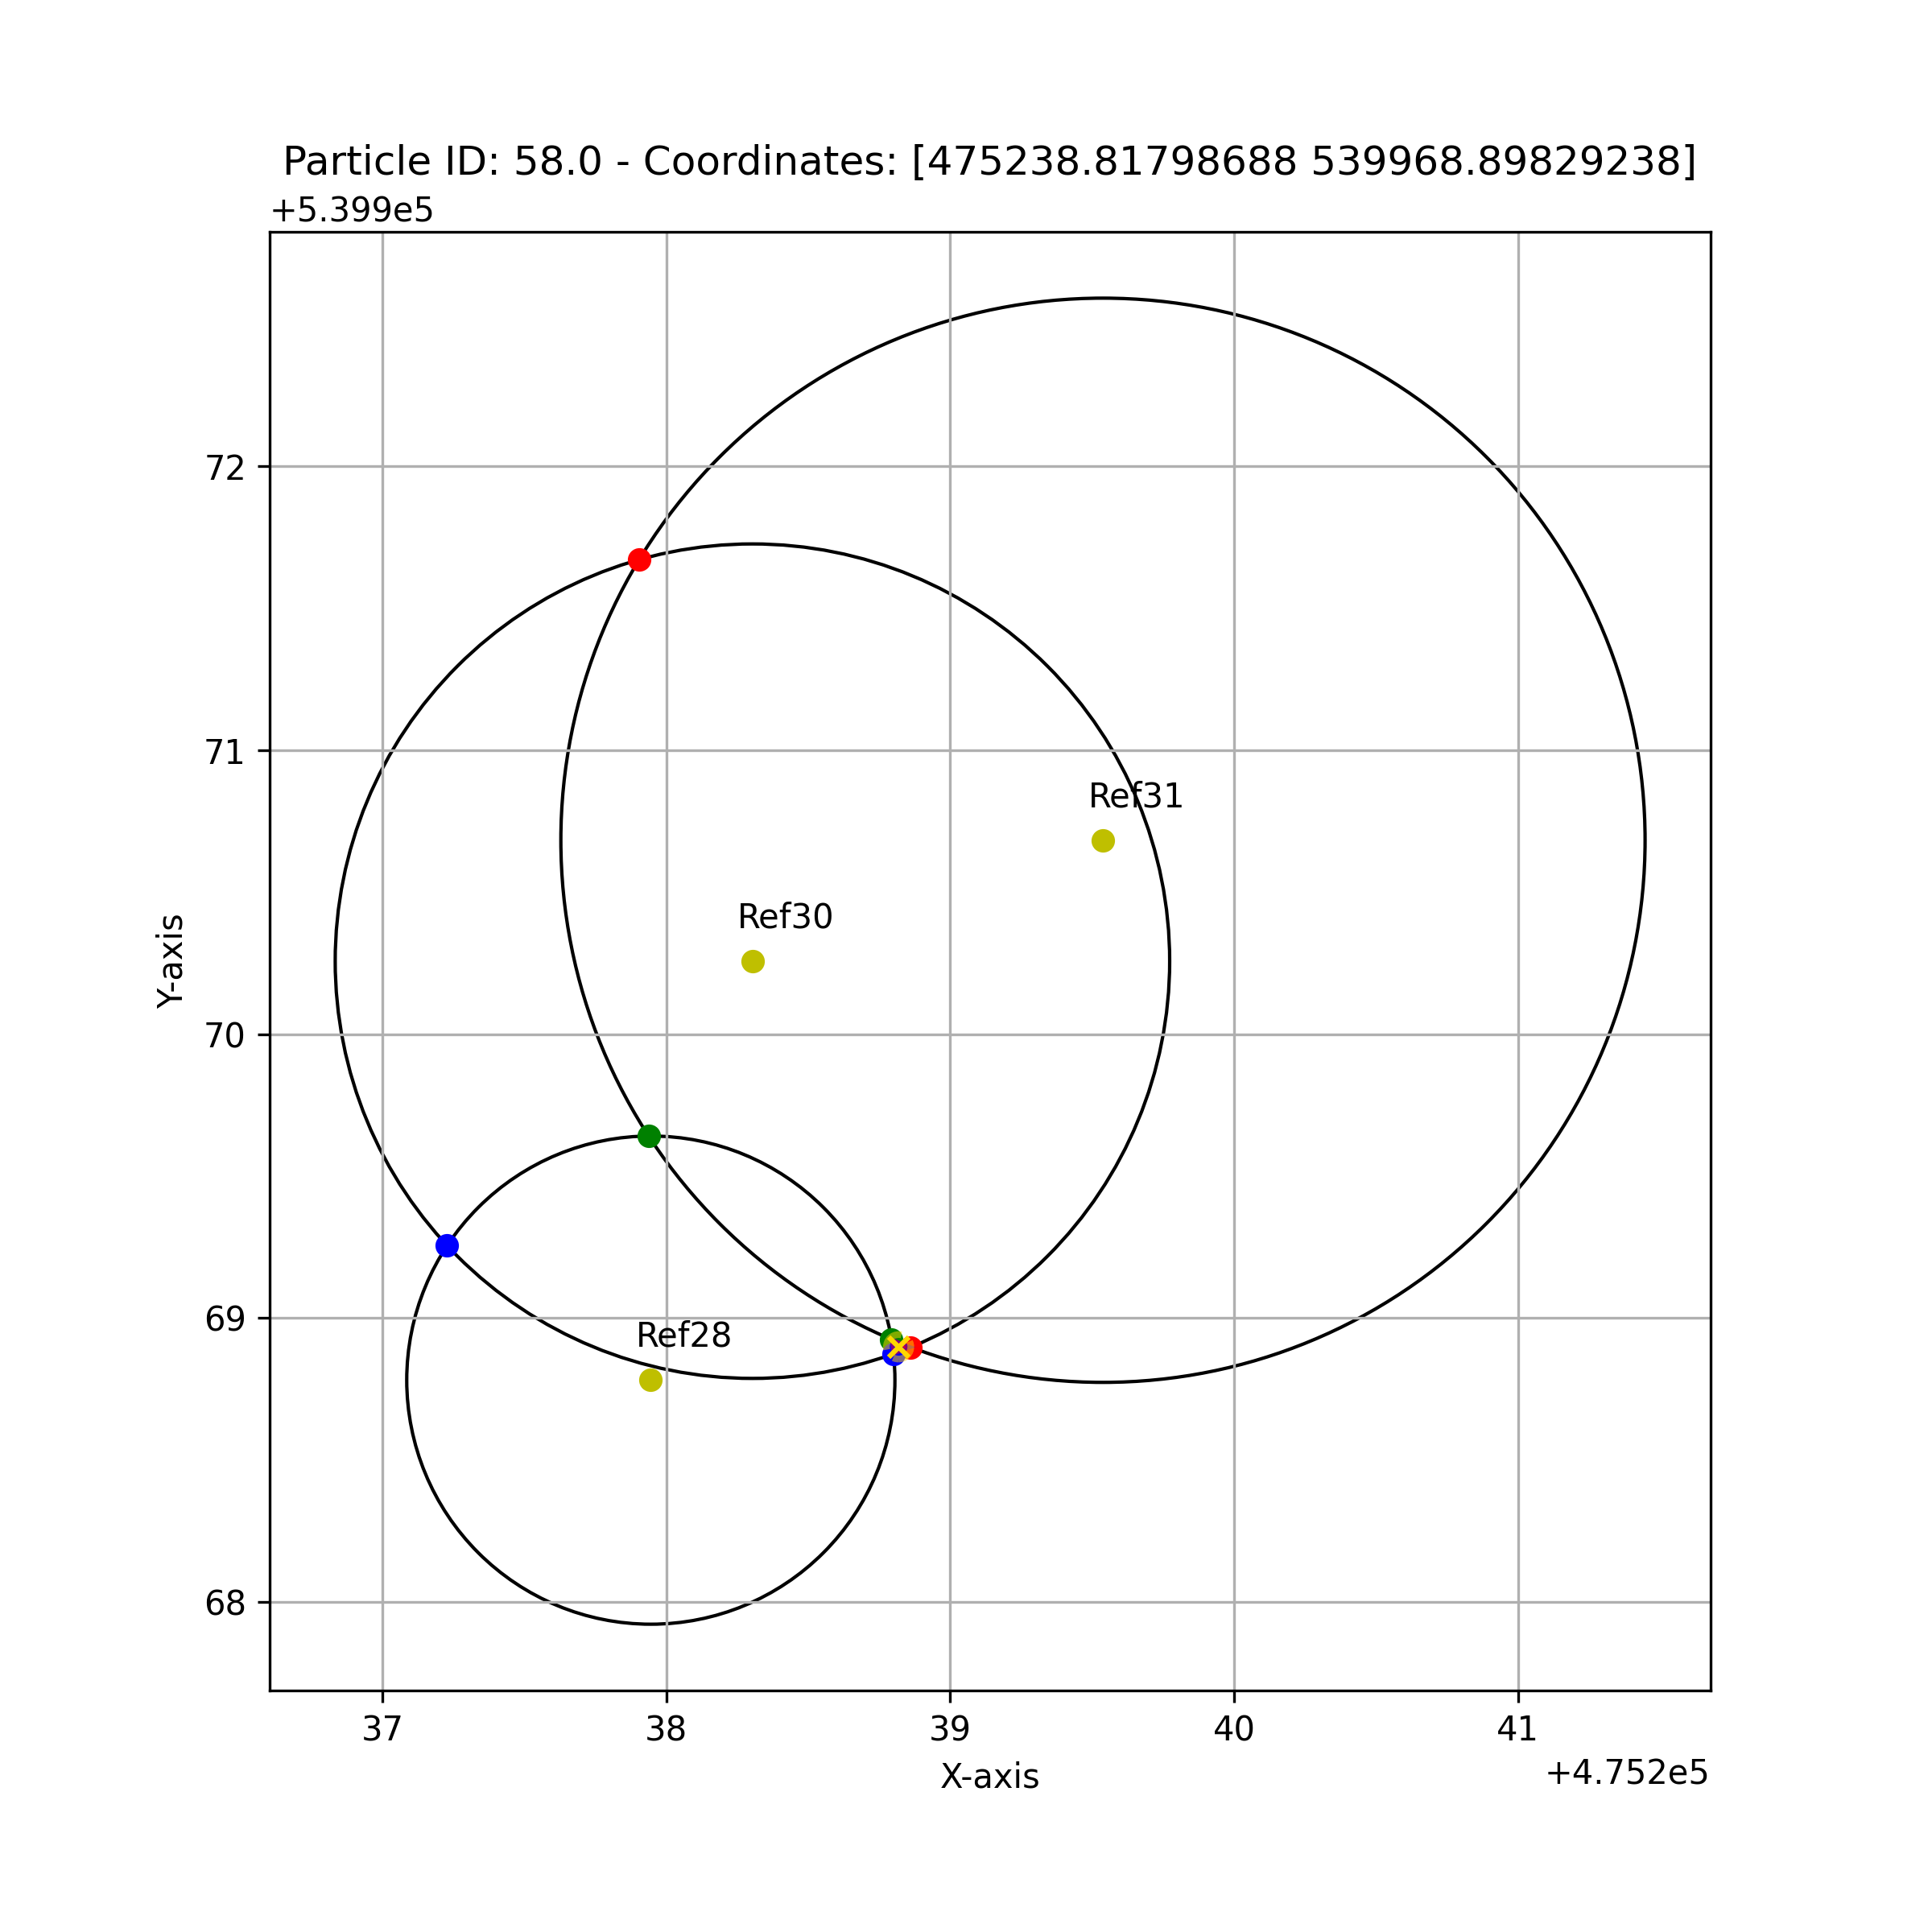 Particle ID: 58.0 - Coordinates: [475238.81798688 539968.89829238]
+5.399e5
72
71
Ref31
Ref30
Y-axis
70
69
Ref28
68
37 38 39 40 41
X-axis
+4.752e5